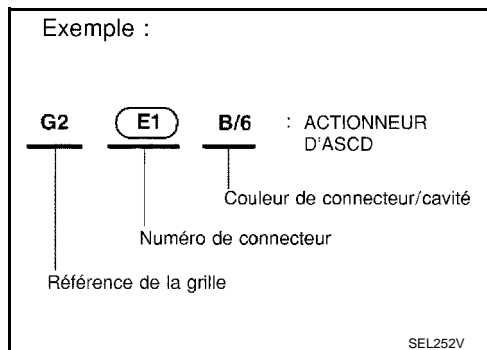 Exemple :
G2 E1 B/6 : ACTIONNEUR
D'ASCD
Couleur de connecteur/cavité
Numéro de connecteur
Référence de la grille
SEL252V